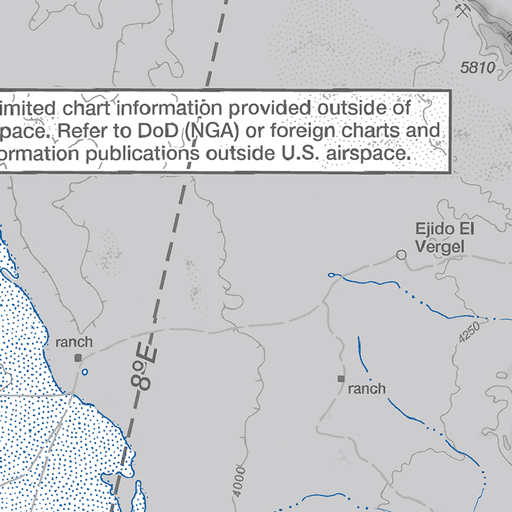 5810
imited chart information provided outside of
pace. Refer to DoD (NGA) or foreign charts and
ormation publications outside U.S. airspace.
Ejido El
Vergel
4250
ranch
8°E
ranch
4000